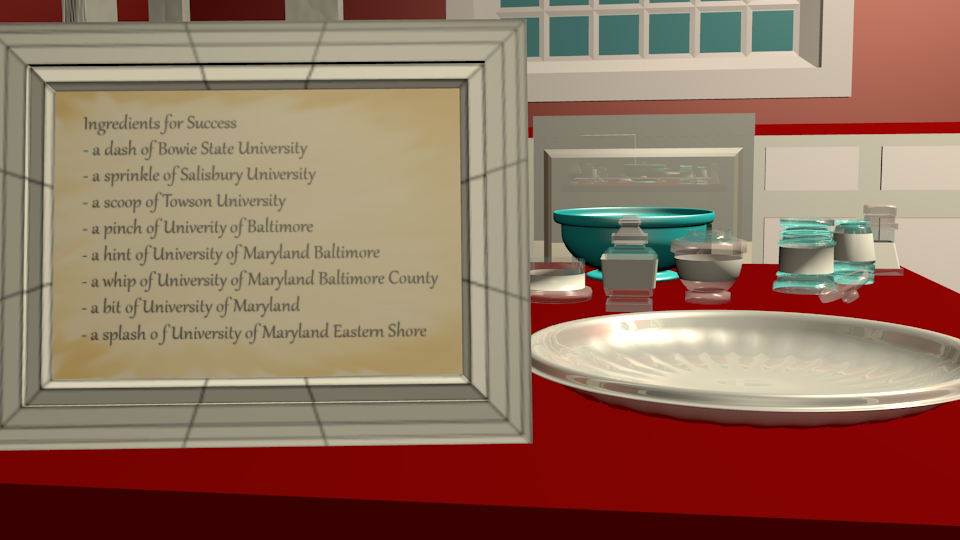 Ingredients for Success
- a dash of Bowie State University
- a sprinkle of Salisbury University
- a scoop of Towson University
- a pinch of Univerity of Baltimore
- a hint of University of Maryland Baltimore
- a whip of University of Maryland Baltimore County
- a bit of University of Maryland
- a splash o f University of Maryland Eastern Shore